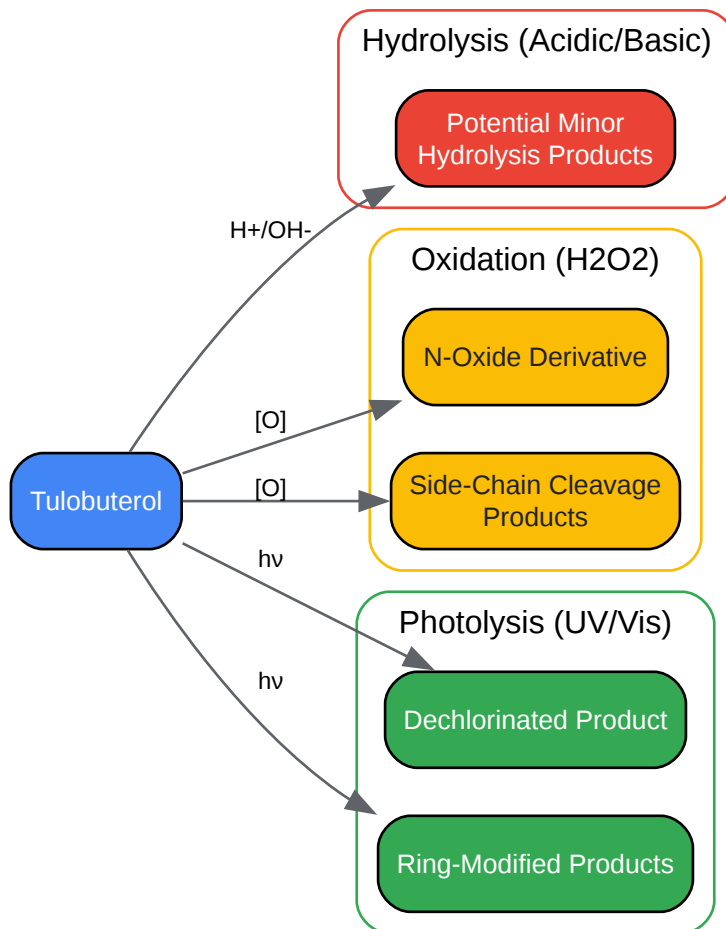 Hydrolysis (Acidic/Basic)
Potential Minor
Hydrolysis Products
H+/OH-
Oxidation (H2O2)
N-Oxide Derivative
[O]
Side-Chain Cleavage
Products
[O]
Tulobuterol
hν
Photolysis (UV/Vis)
Dechlorinated Product
hν
Ring-Modified Products